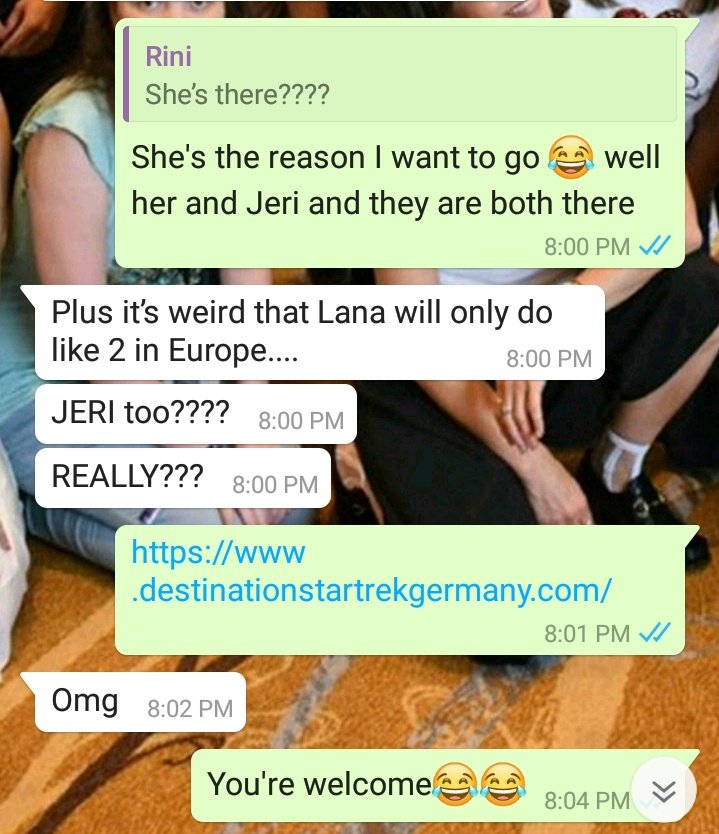 Rini
She's there????
She's the reason I want to go 😂 well
her and Jeri and they are both there
8:00 PM
Plus it's weird that Lana will only do
like 2 in Europe....
8:00 PM
JERI too????
8:00 PM
REALLY???
8:00 PM
https://www
.destinationstartrekgermany.com/
8:01 PM
Omg
8:02 PM
You're welcome😂😂
8:04 PM